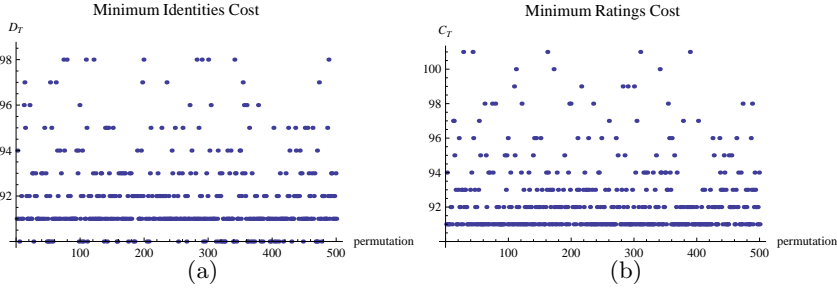 Minimum Identities Cost
D_T
98
96
94
92
100 200 300 400 500
permutation
(a)
Minimum Ratings Cost
C_T
100
98
96
94
92
0 100 200 300 400 500
permutation
(b)